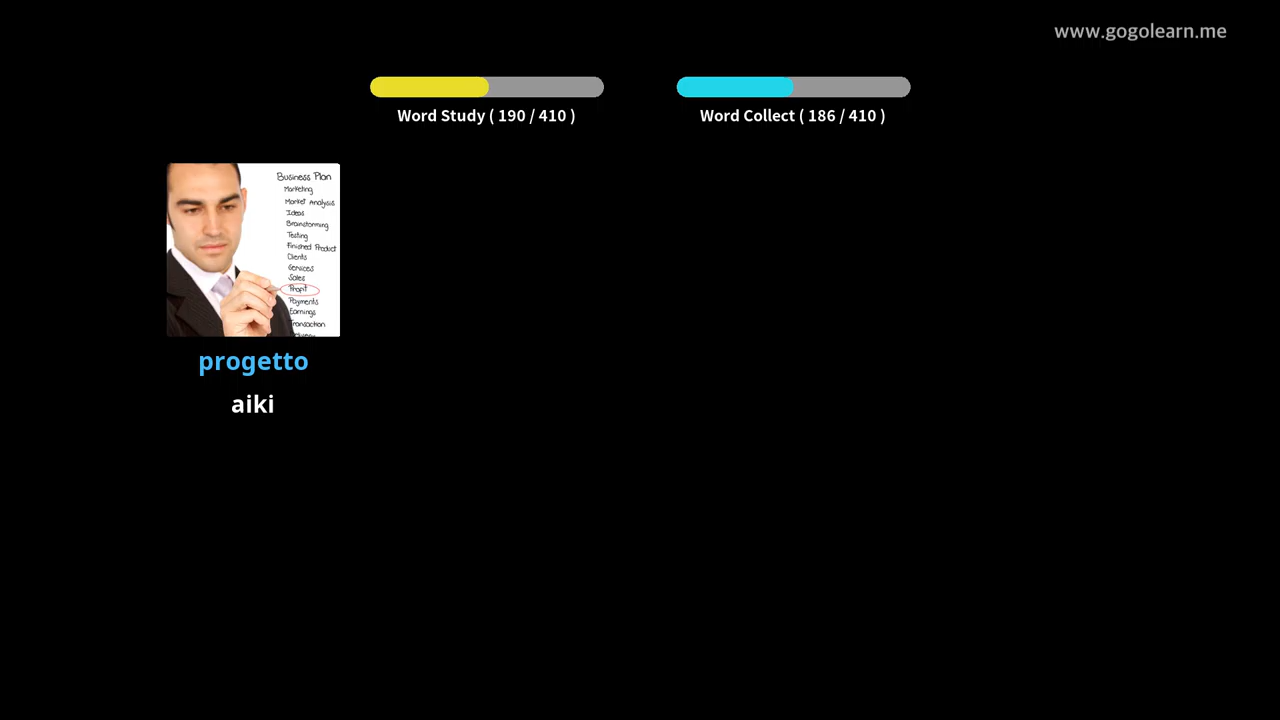 www.gogolearn.me
Word Study ( 190 / 410 )
Word Collect ( 186 / 410 )
Business Plan
Marketing
Market Analysis
Ideas
Brainstorming
Testing
Finished Product
Clients
Services
Sales
Profit
Payments
Earnings
Transaction
progetto
aiki